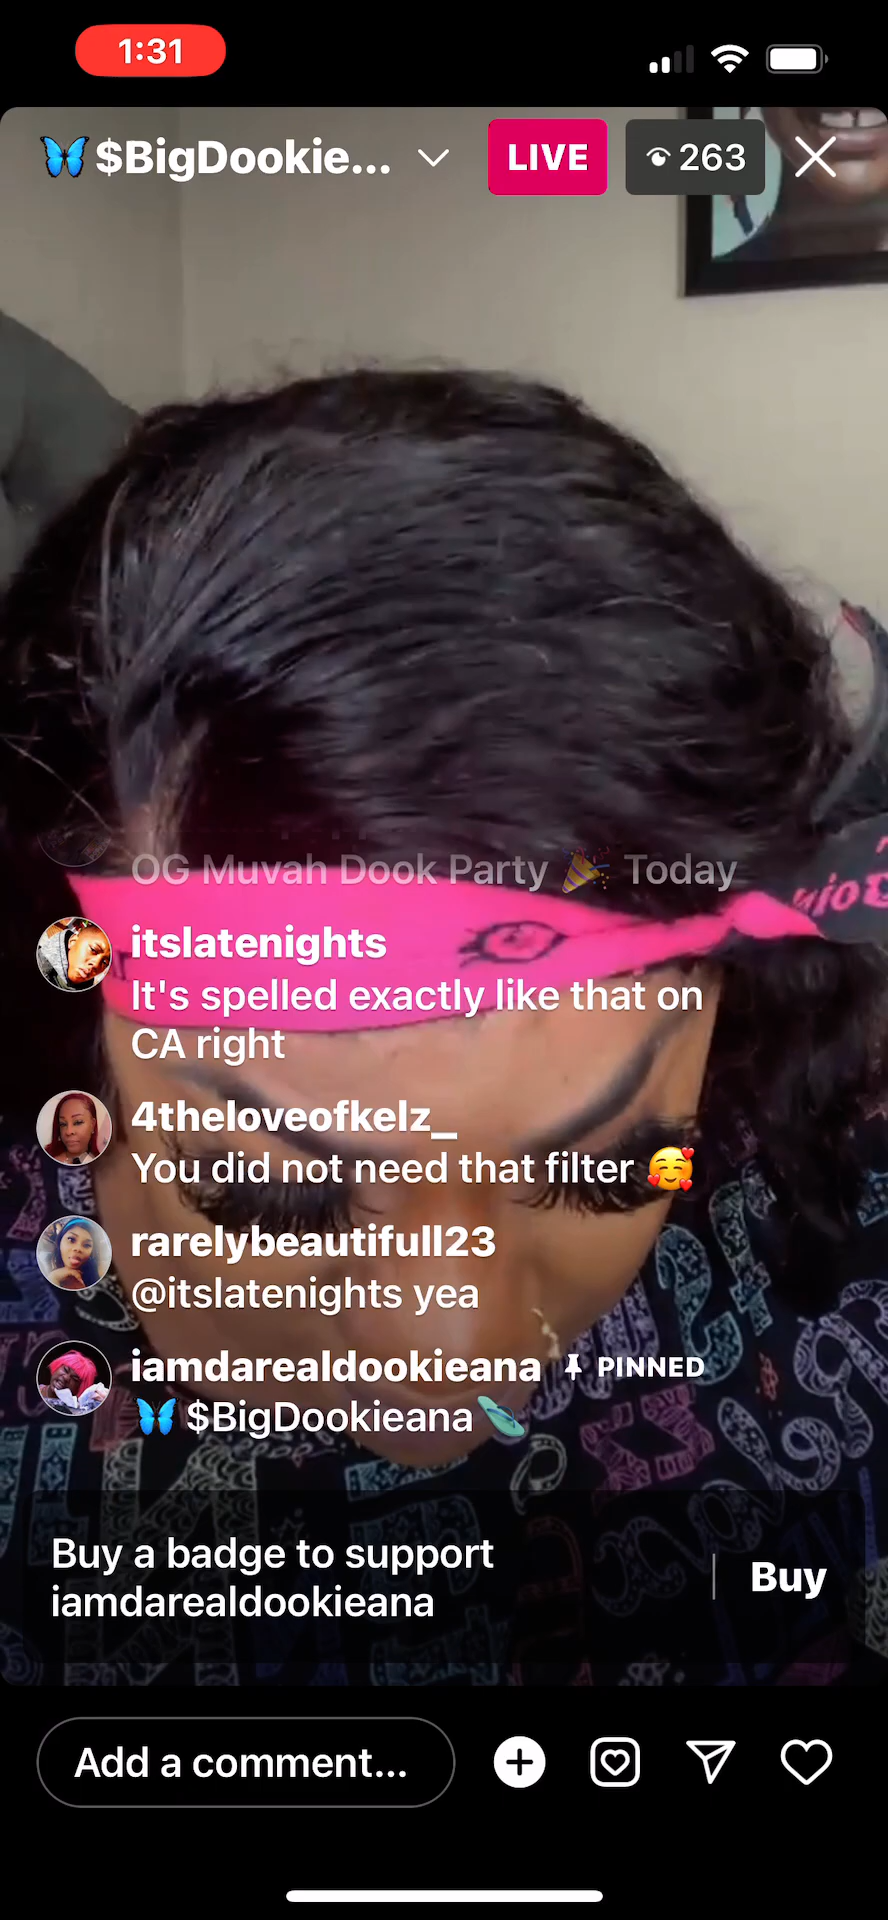 1:31
🦋 $BigDookie...
LIVE
263
OG Muvah Dook Party 🎉 Today
itslatenights
It's spelled exactly like that on
CA right
4theloveofkelz_
You did not need that filter 🥰
rarelybeautifull23
@itslatenights yea
iamdarealdookieana PINNED
🦋 $BigDookieana 🩴
Buy a badge to support
iamdarealdookieana
Buy
Add a comment...